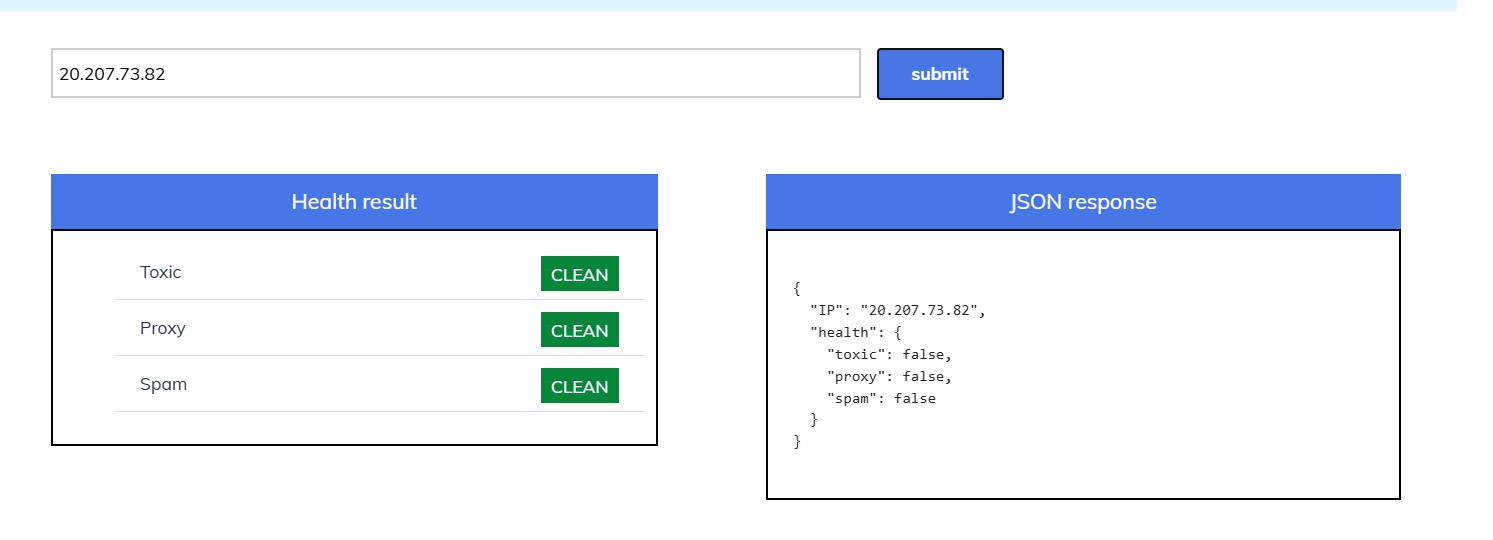 20.207.73.82
submit
Health result
Toxic CLEAN
Proxy CLEAN
Spam CLEAN
JSON response
{
  "IP": "20.207.73.82",
  "health": {
    "toxic": false,
    "proxy": false,
    "spam": false
  }
}